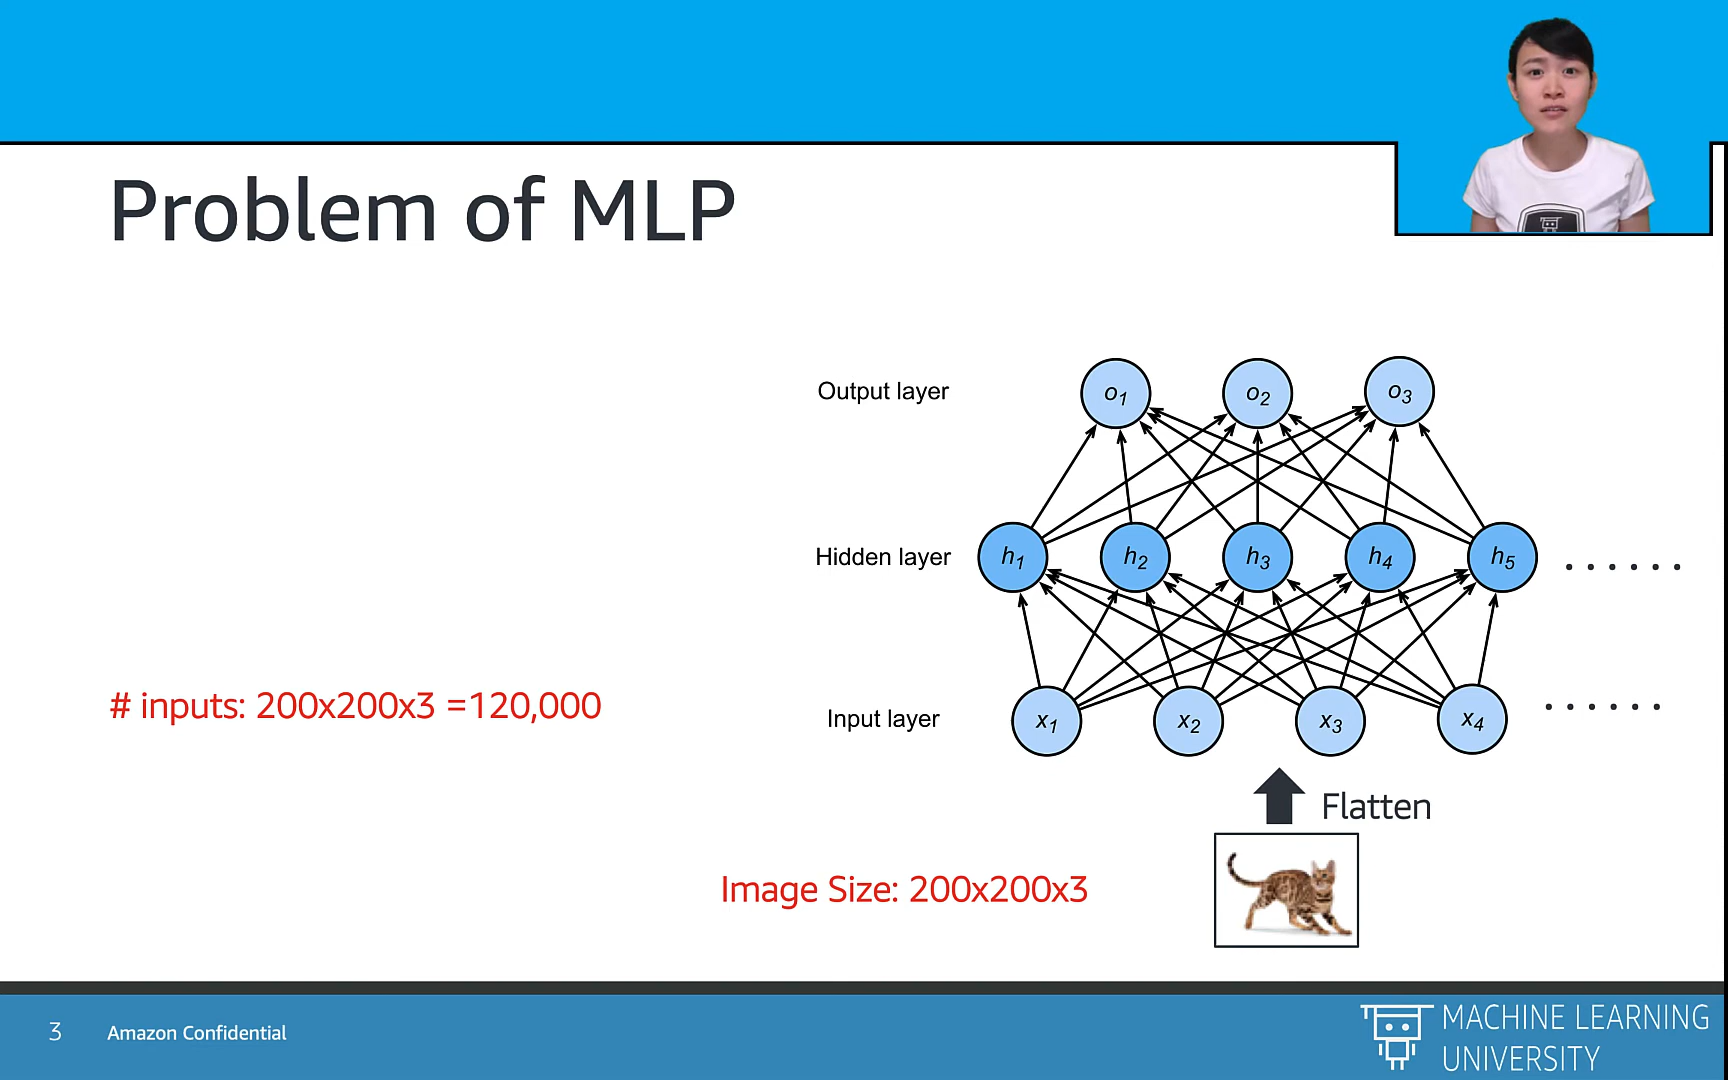 Problem of MLP
Output layer
o1 o2 o3
Hidden layer
h1 h2 h3 h4 h5 ......
# inputs: 200x200x3 =120,000
Input layer
x1 x2 x3 x4 ......
Flatten
Image Size: 200x200x3
3
Amazon Confidential
MACHINE LEARNING
UNIVERSITY